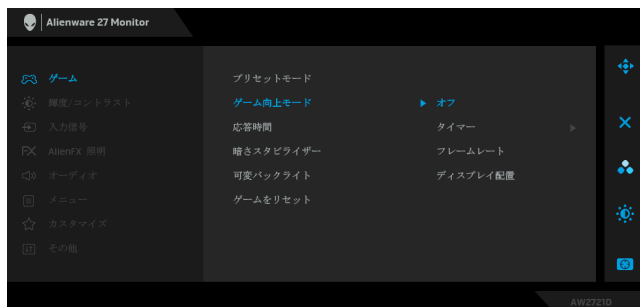 Alienware 27 Monitor
ゲーム
輝度/コントラスト
入力信号
FX AlienFX 照明
オーディオ
メニュー
カスタマイズ
その他
プリセットモード
ゲーム向上モード
応答時間
暗さスタビライザー
可変バックライト
ゲームをリセット
オフ
タイマー
フレームレート
ディスプレイ配置
AW2721D